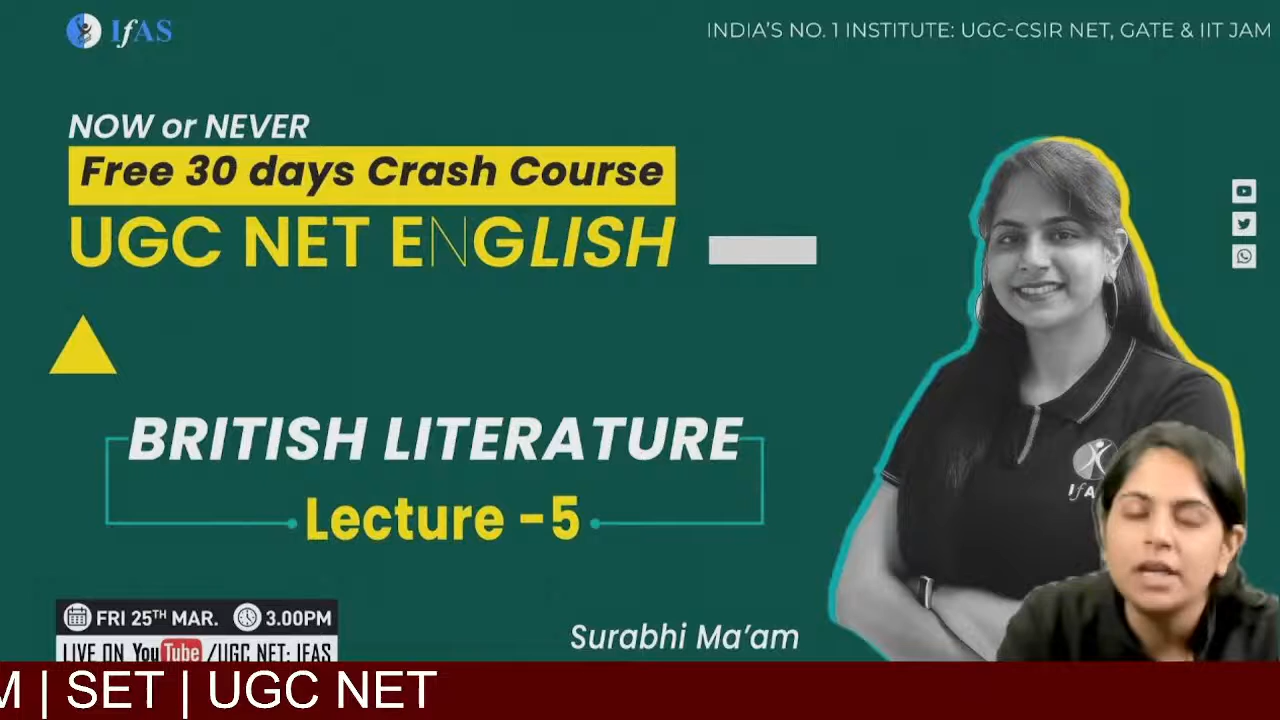 IfAS
INDIA'S NO. 1 INSTITUTE: UGC-CSIR NET, GATE & IIT JAM
NOW or NEVER
Free 30 days Crash Course
UGC NET ENGLISH
BRITISH LITERATURE
Lecture -5
IfA
FRI 25TH MAR. 3.00PM
LIVE ON YouTube /UGC NET: IFAS
Surabhi Ma'am
M | SET | UGC NET